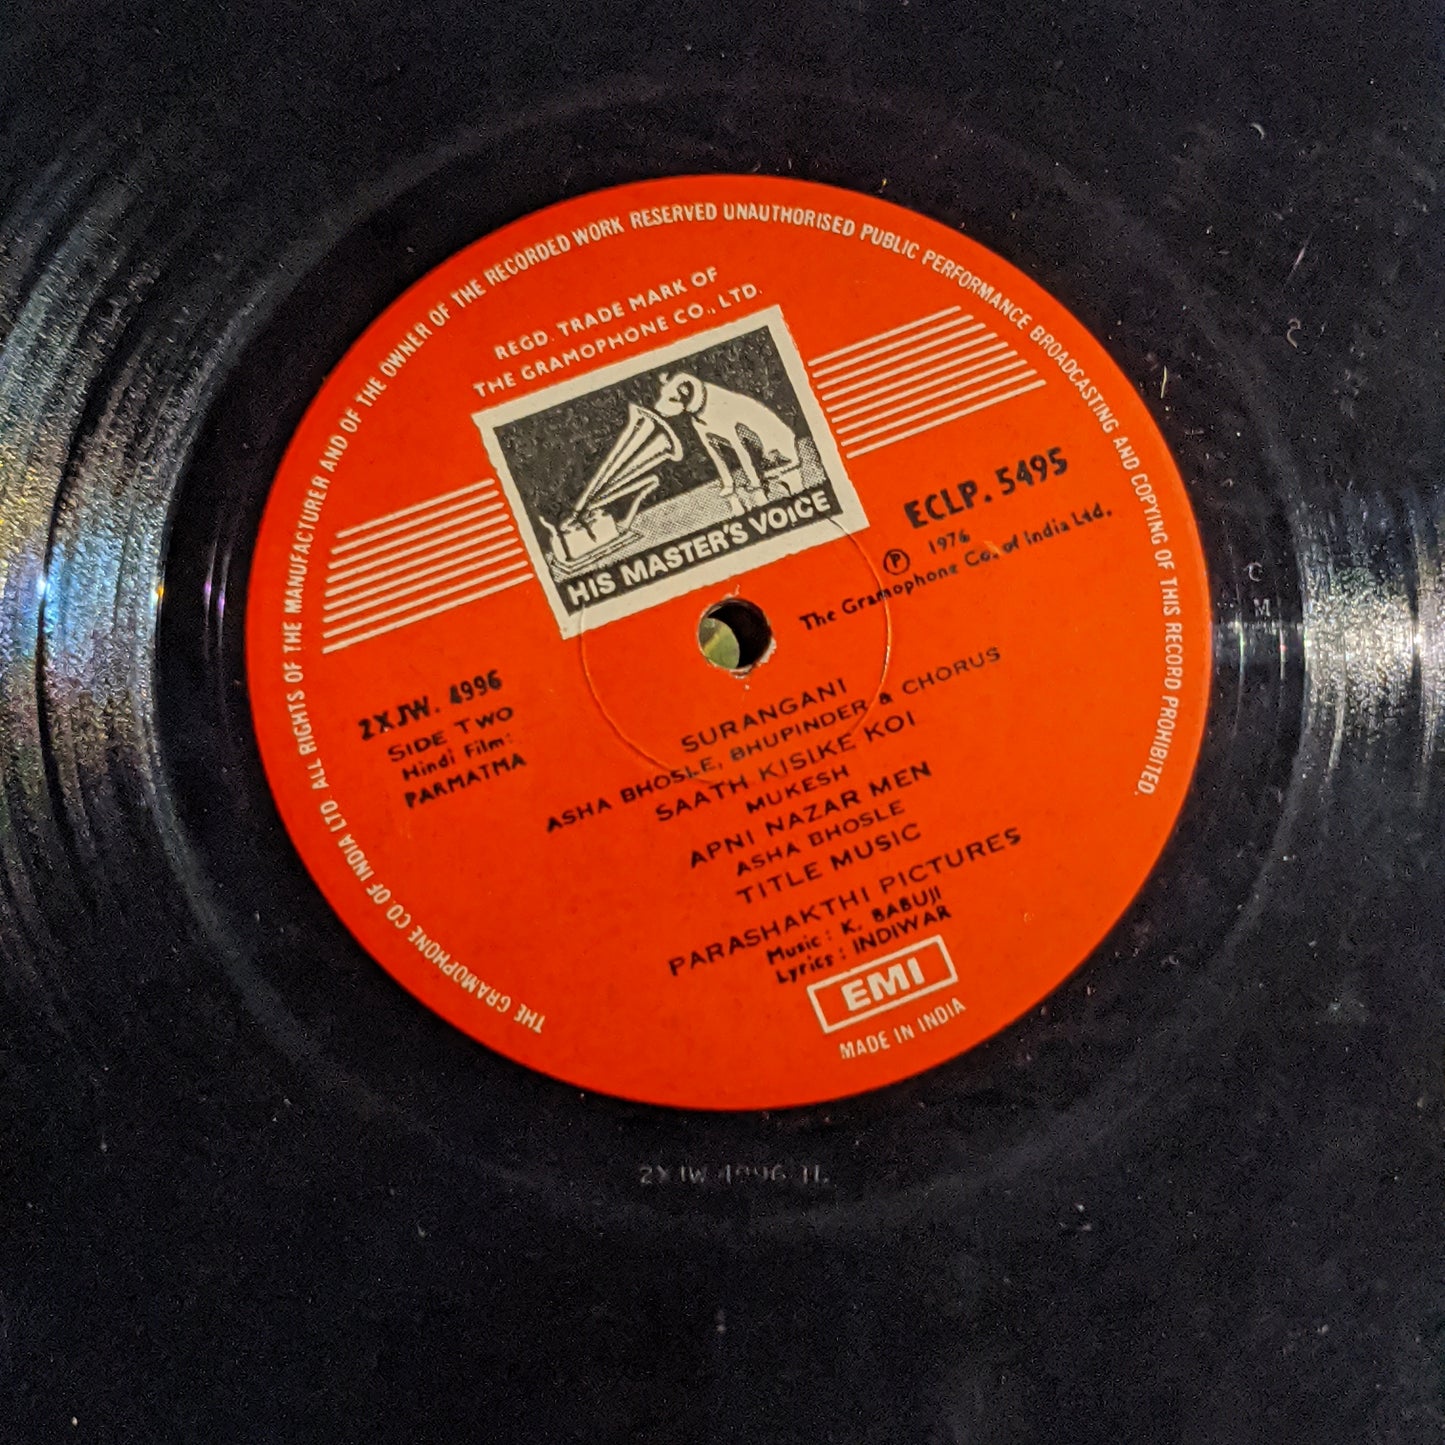 THE GRAMOPHONE CO. OF INDIA LTD. ALL RIGHTS OF THE MANUFACTURER AND OF THE OWNER OF THE RECORDED WORK RESERVED UNAUTHORISED PUBLIC PERFORMANCE BROADCASTING AND COPYING OF THIS RECORD PROHIBITED.
REGD. TRADE MARK OF
THE GRAMOPHONE CO., LTD.
HIS MASTER'S VOICE
ECLP. 5495
Ⓟ 1976
The Gramophone Co. of India Ltd.
2XJW. 4996
SIDE TWO
Hindi Film:
PARMATMA
SURANGANI
ASHA BHOSLE, BHUPINDER & CHORUS
SAATH KISIKE KOI
MUKESH
APNI NAZAR MEN
ASHA BHOSLE
TITLE MUSIC
PARASHAKTHI PICTURES
Music: K. BABUJI
Lyrics: INDIWAR
EMI
MADE IN INDIA
C
M
2XJW 4996